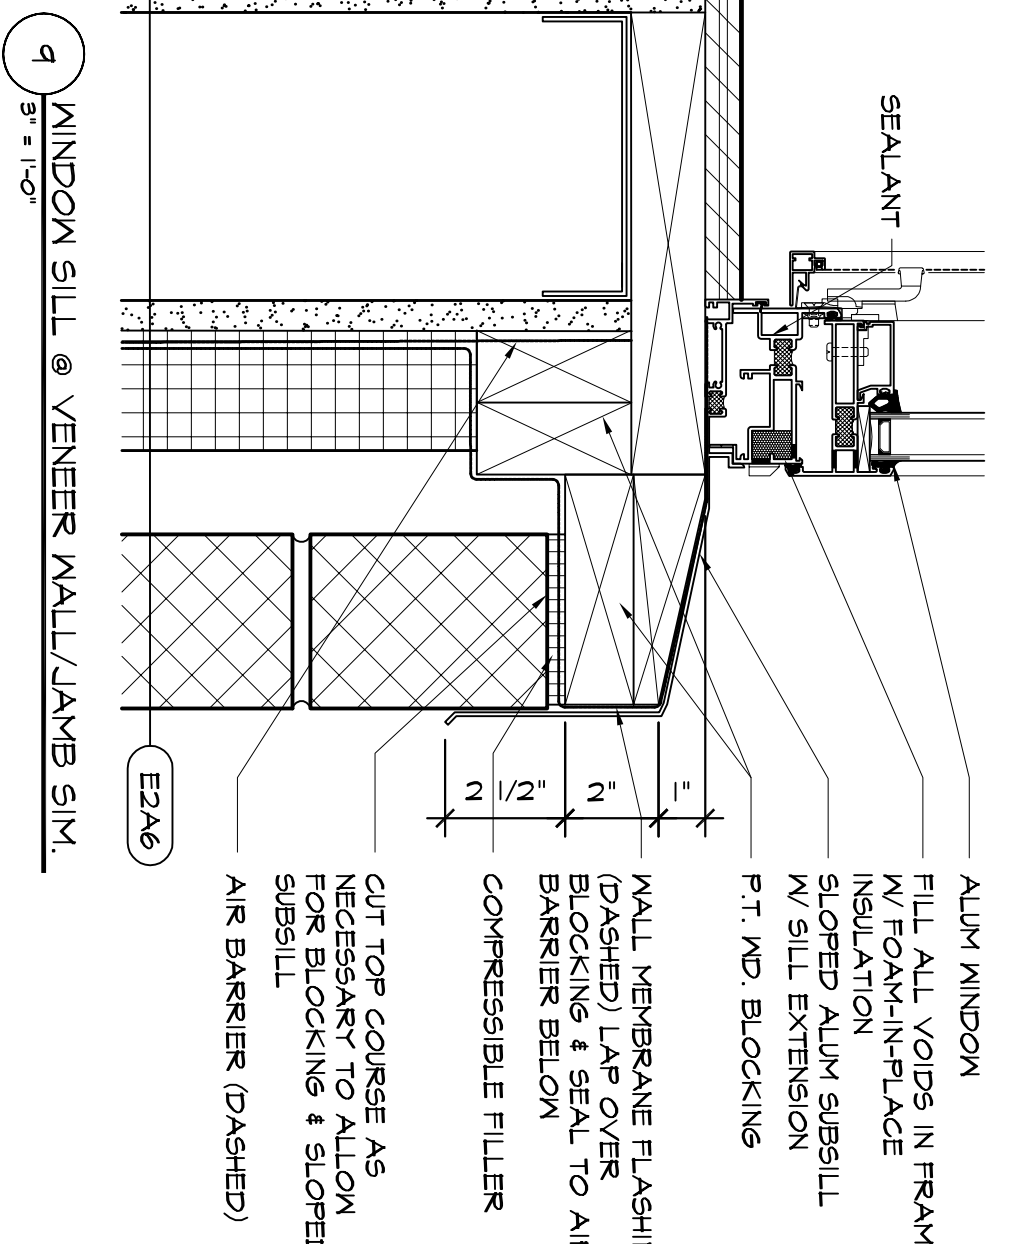 SEALANT
ALUM WINDOW
FILL ALL VOIDS IN FRAM
W/ FOAM-IN-PLACE
INSULATION
SLOPED ALUM SUBSILL
W/ SILL EXTENSION
P.T. WD. BLOCKING
WALL MEMBRANE FLASHI
(DASHED) LAP OVER
BLOCKING & SEAL TO AI
BARRIER BELOW
COMPRESSIBLE FILLER
CUT TOP COURSE AS
NECESSARY TO ALLOW
FOR BLOCKING & SLOPE
SUBSILL
AIR BARRIER (DASHED)
1"
2"
2 1/2"
E2A6
9
WINDOW SILL @ VENEER WALL/JAMB SIM.
3" = 1'-0"